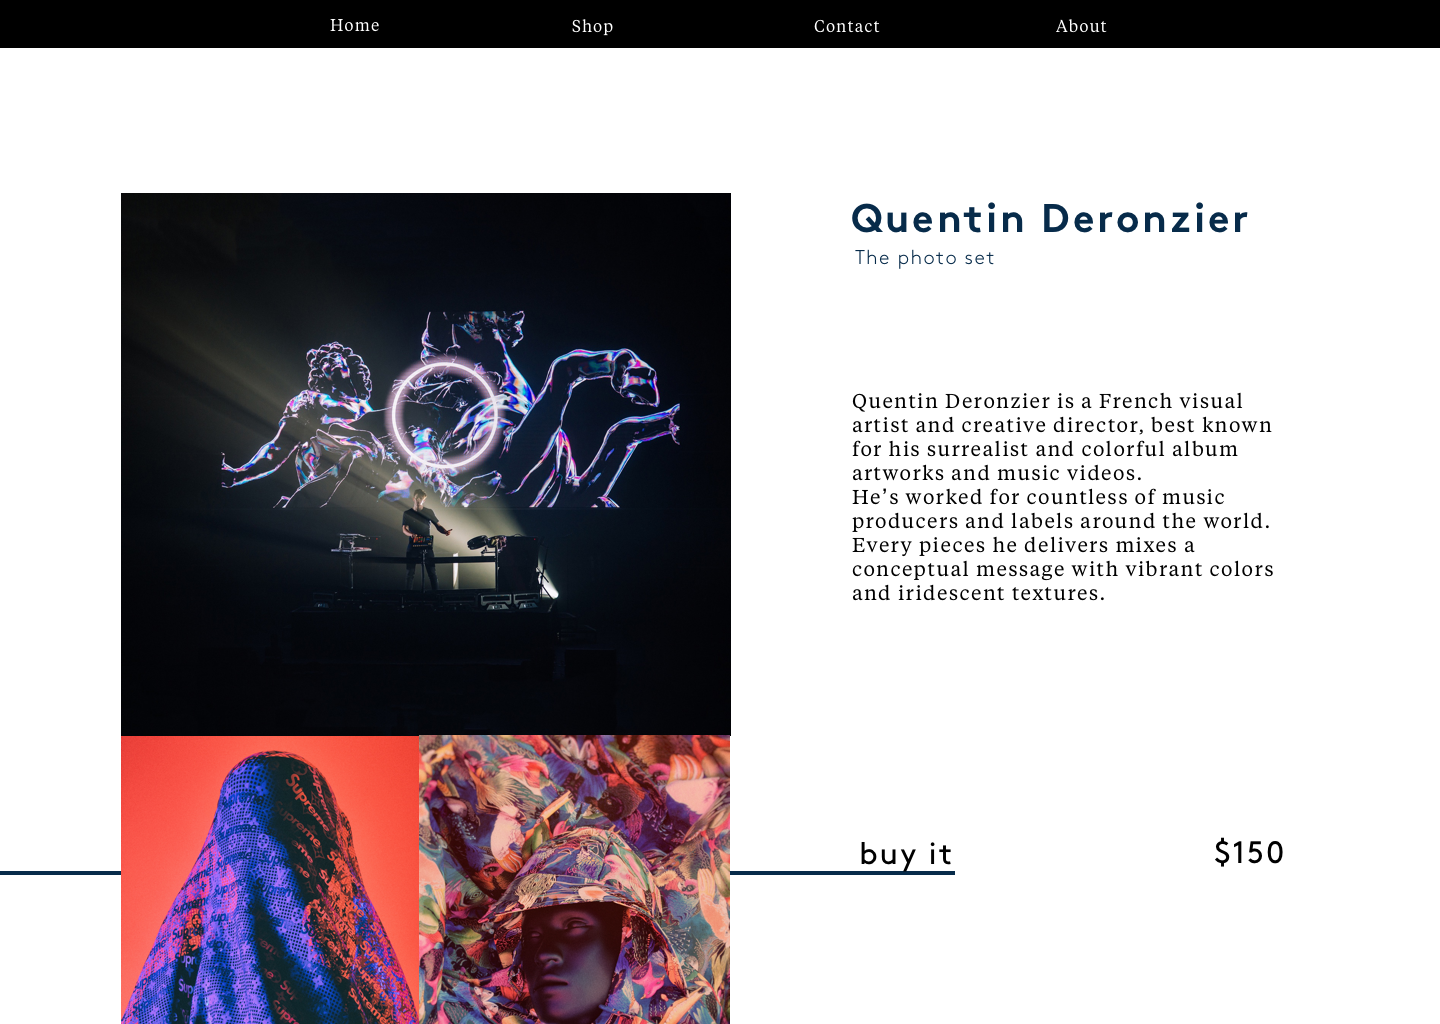 Home Shop Contact About
Quentin Deronzier
The photo set
Quentin Deronzier is a French visual
artist and creative director, best known
for his surrealist and colorful album
artworks and music videos.
He's worked for countless of music
producers and labels around the world.
Every pieces he delivers mixes a
conceptual message with vibrant colors
and iridescent textures.
Supreme
Supreme
buy it $150